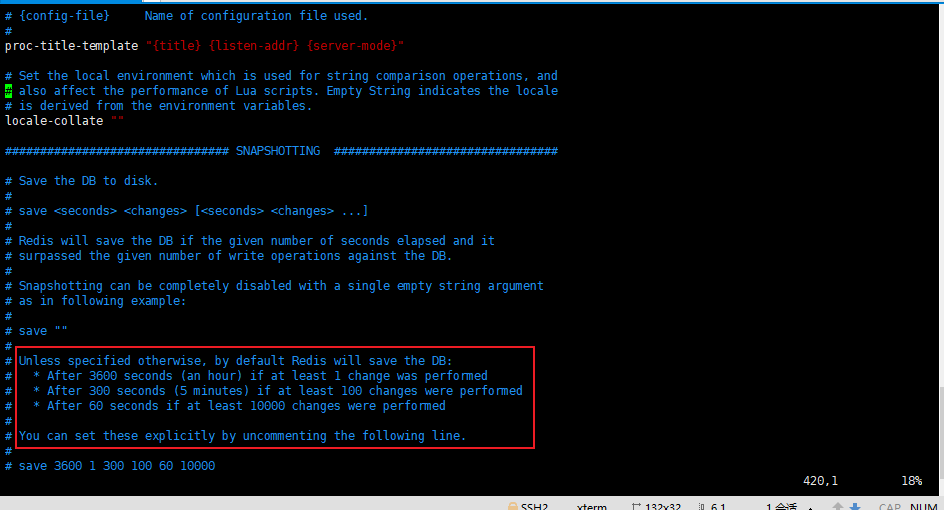 # {config-file}     Name of configuration file used.
#
proc-title-template "{title} {listen-addr} {server-mode}"
# Set the local environment which is used for string comparison operations, and
# also affect the performance of Lua scripts. Empty String indicates the locale
# is derived from the environment variables.
locale-collate ""
################################ SNAPSHOTTING  ################################
# Save the DB to disk.
#
# save <seconds> <changes> [<seconds> <changes> ...]
#
# Redis will save the DB if the given number of seconds elapsed and it
# surpassed the given number of write operations against the DB.
#
# Snapshotting can be completely disabled with a single empty string argument
# as in following example:
#
# save ""
#
# Unless specified otherwise, by default Redis will save the DB:
#   * After 3600 seconds (an hour) if at least 1 change was performed
#   * After 300 seconds (5 minutes) if at least 100 changes were performed
#   * After 60 seconds if at least 10000 changes were performed
#
# You can set these explicitly by uncommenting the following line.
#
# save 3600 1 300 100 60 10000
420,1 18%
SSH2 xterm 132x32 6,1 1 会话 CAP NUM